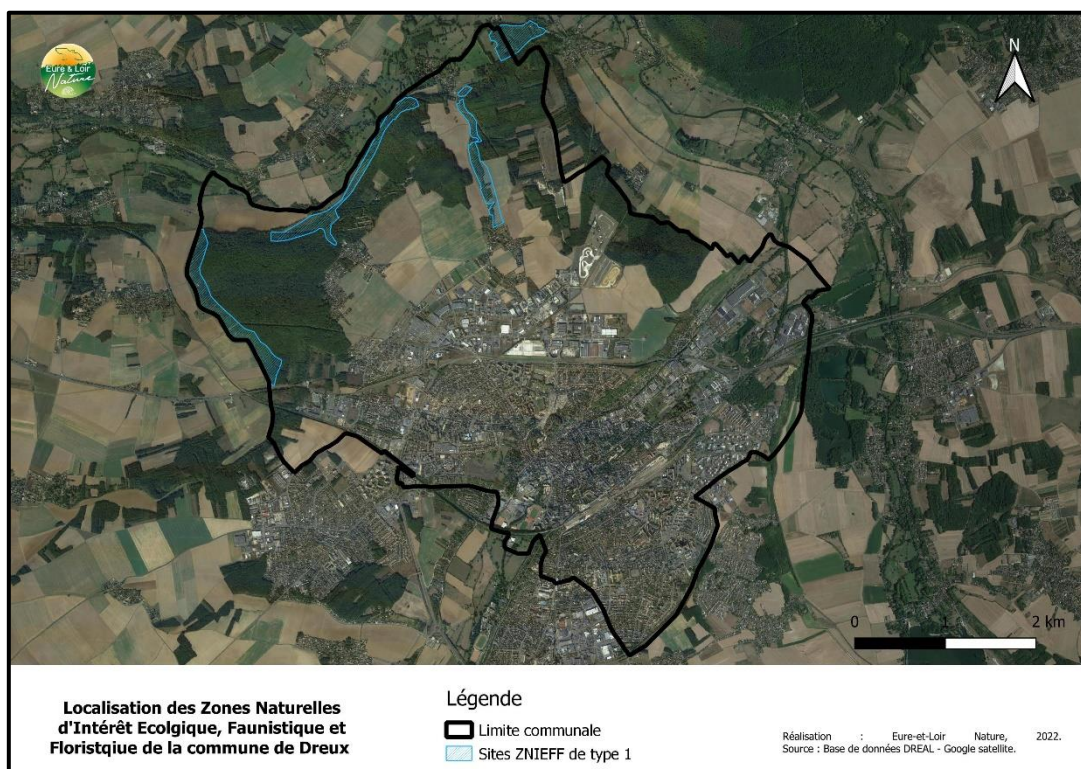 Eure & Loir
Nature
N
0 1 2 km
Localisation des Zones Naturelles
d'Intérêt Ecolgique, Faunistique et
Floristqiue de la commune de Dreux
Légende
Limite communale
Sites ZNIEFF de type 1
Réalisation : Eure-et-Loir Nature, 2022.
Source : Base de données DREAL - Google satellite.